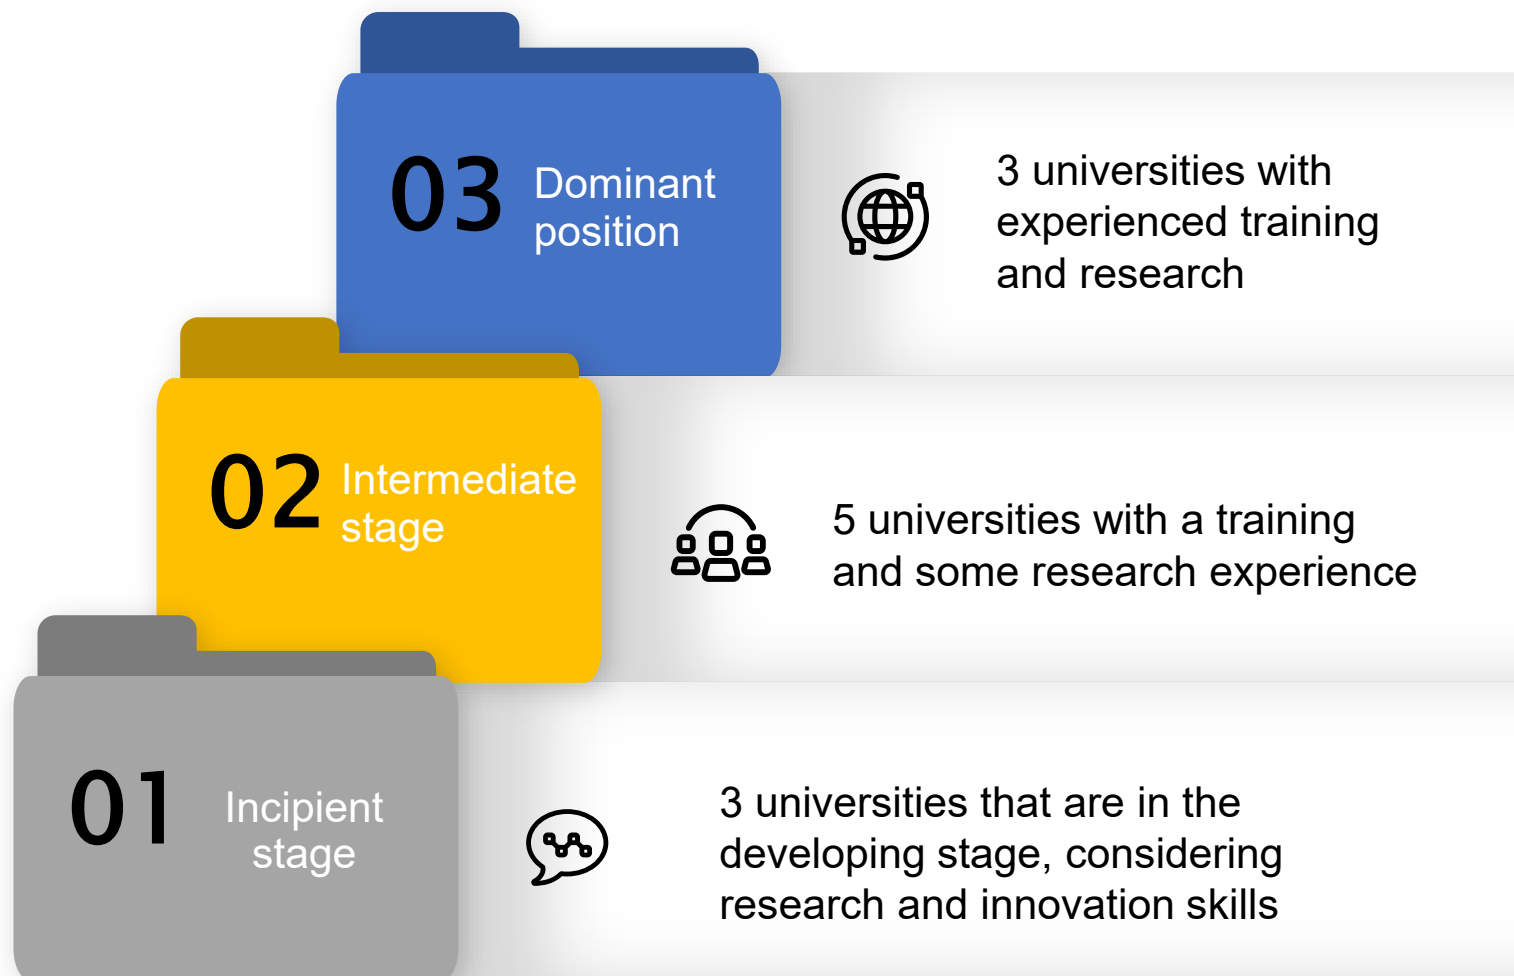 03
Dominant
position
3 universities with
experienced training
and research
02
Intermediate
stage
5 universities with a training
and some research experience
01
Incipient
stage
3 universities that are in the
developing stage, considering
research and innovation skills